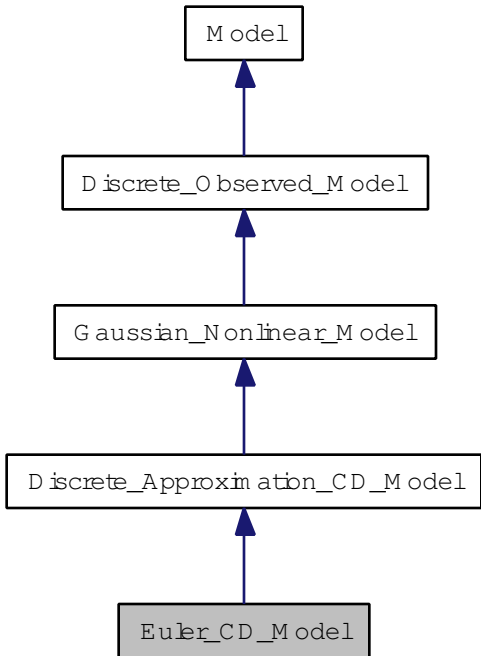 Model
Discrete_Observed_Model
Gaussian_Nonlinear_Model
Discrete_Approximation_CD_Model
Euler_CD_Model